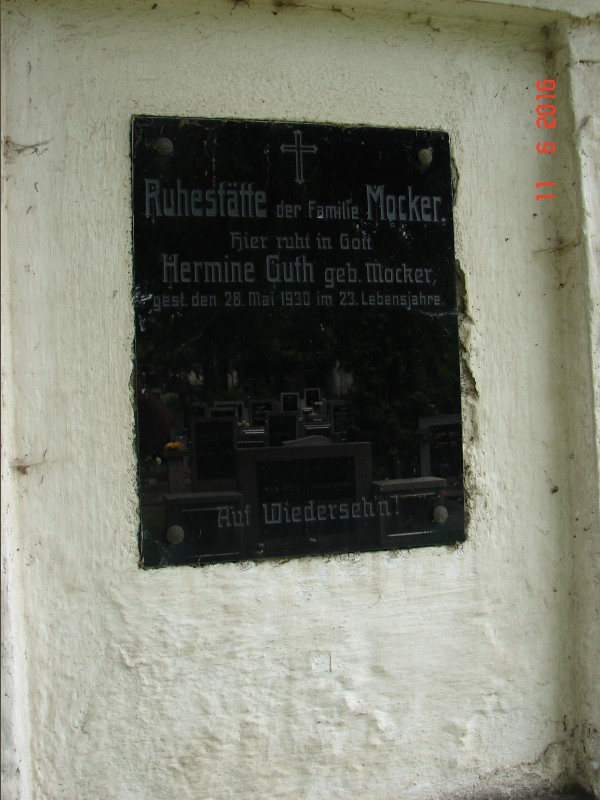 Ruhestätte der Familie Mocker.
Hier ruht in Gott
Hermine Guth geb. Mocker,
gest. den 28. Mai 1930 im 23. Lebensjahre.
Auf Wiedersehn!
11 6 2016